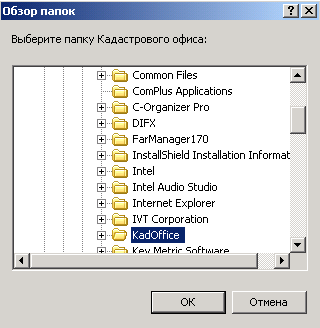 Обзор папок
Выберите папку Кадастрового офиса:
Common Files
ComPlus Applications
C-Organizer Pro
DIFX
FarManager170
InstallShield Installation Informat
Intel
Intel Audio Studio
Internet Explorer
IVT Corporation
KadOffice
Key Metric Software
OK
Отмена